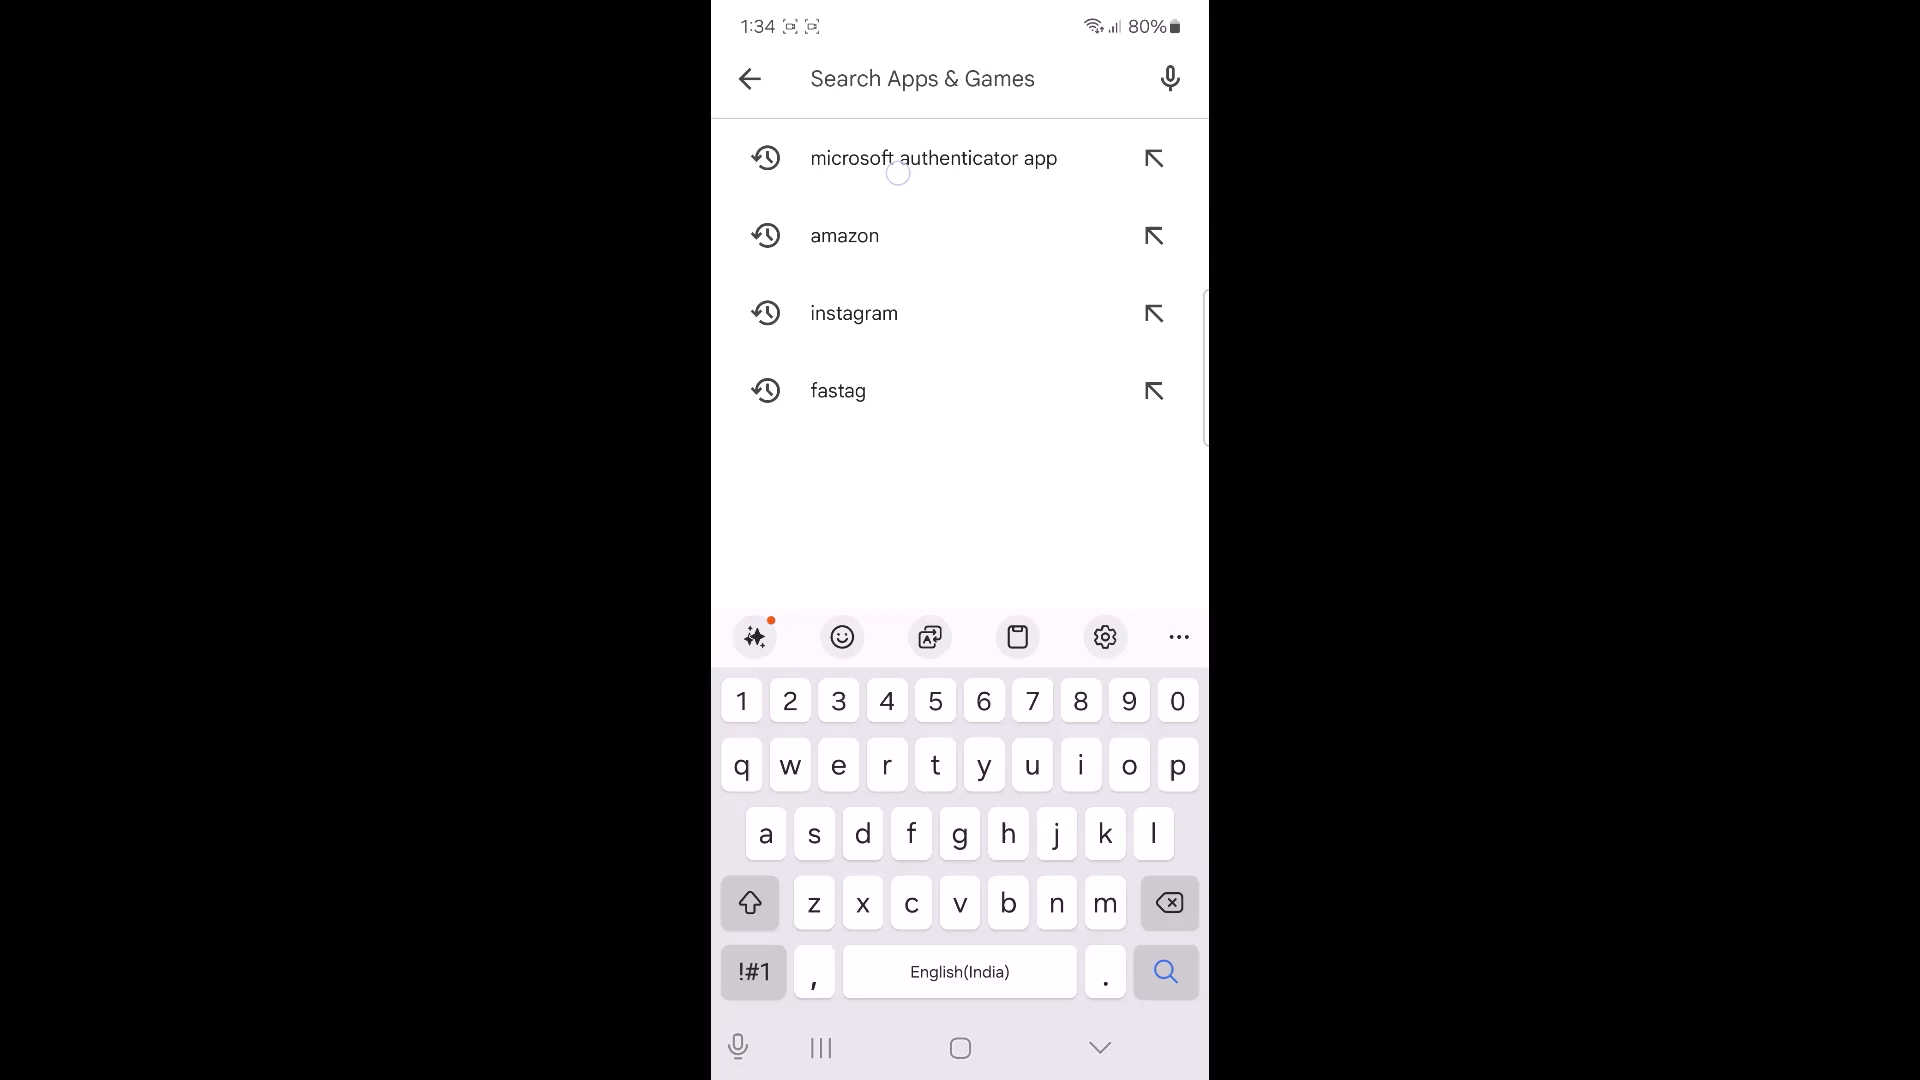 1:34 80%
Search Apps & Games
microsoft authenticator app
amazon
instagram
fastag
1 2 3 4 5 6 7 8 9 0
q w e r t y u i o p
a s d f g h j k l
z x c v b n m
!#1 , English(India) .